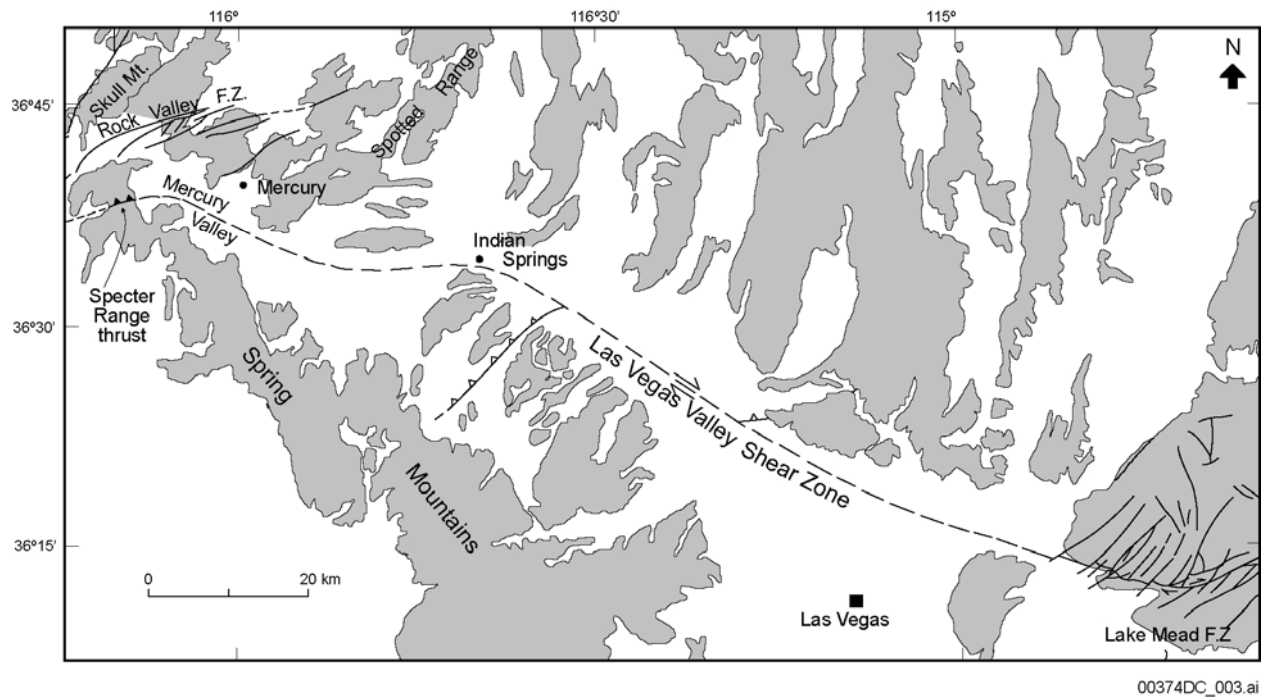 116°
116°30'
115°
N
36°45'
Skull Mt.
Rock Valley F.Z.
Spotted Range
Mercury
Mercury
Valley
Indian
Springs
Specter
Range
thrust
36°30'
Spring
Mountains
Las Vegas Valley Shear Zone
36°15'
0 20 km
Las Vegas
Lake Mead F.Z
00374DC_003.ai